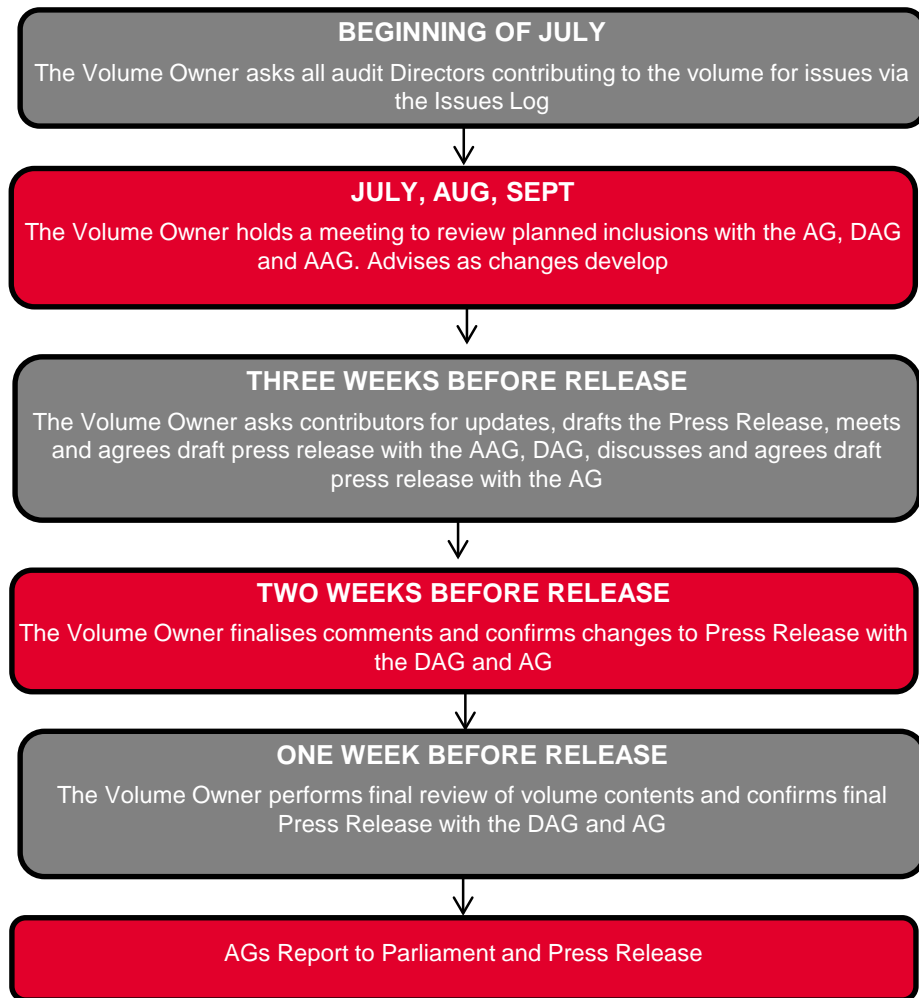 BEGINNING OF JULY
The Volume Owner asks all audit Directors contributing to the volume for issues via
the Issues Log
JULY, AUG, SEPT
The Volume Owner holds a meeting to review planned inclusions with the AG, DAG
and AAG. Advises as changes develop
THREE WEEKS BEFORE RELEASE
The Volume Owner asks contributors for updates, drafts the Press Release, meets
and agrees draft press release with the AAG, DAG, discusses and agrees draft
press release with the AG
TWO WEEKS BEFORE RELEASE
The Volume Owner finalises comments and confirms changes to Press Release with
the DAG and AG
ONE WEEK BEFORE RELEASE
The Volume Owner performs final review of volume contents and confirms final
Press Release with the DAG and AG
AGs Report to Parliament and Press Release